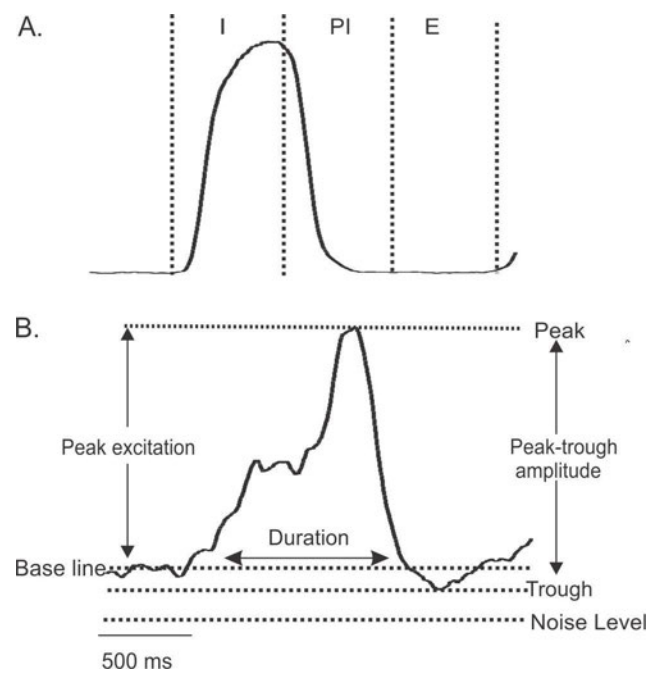 A.
I
PI
E
B.
Peak
Peak excitation
Peak-trough
amplitude
Duration
Base line
Trough
Noise Level
500 ms